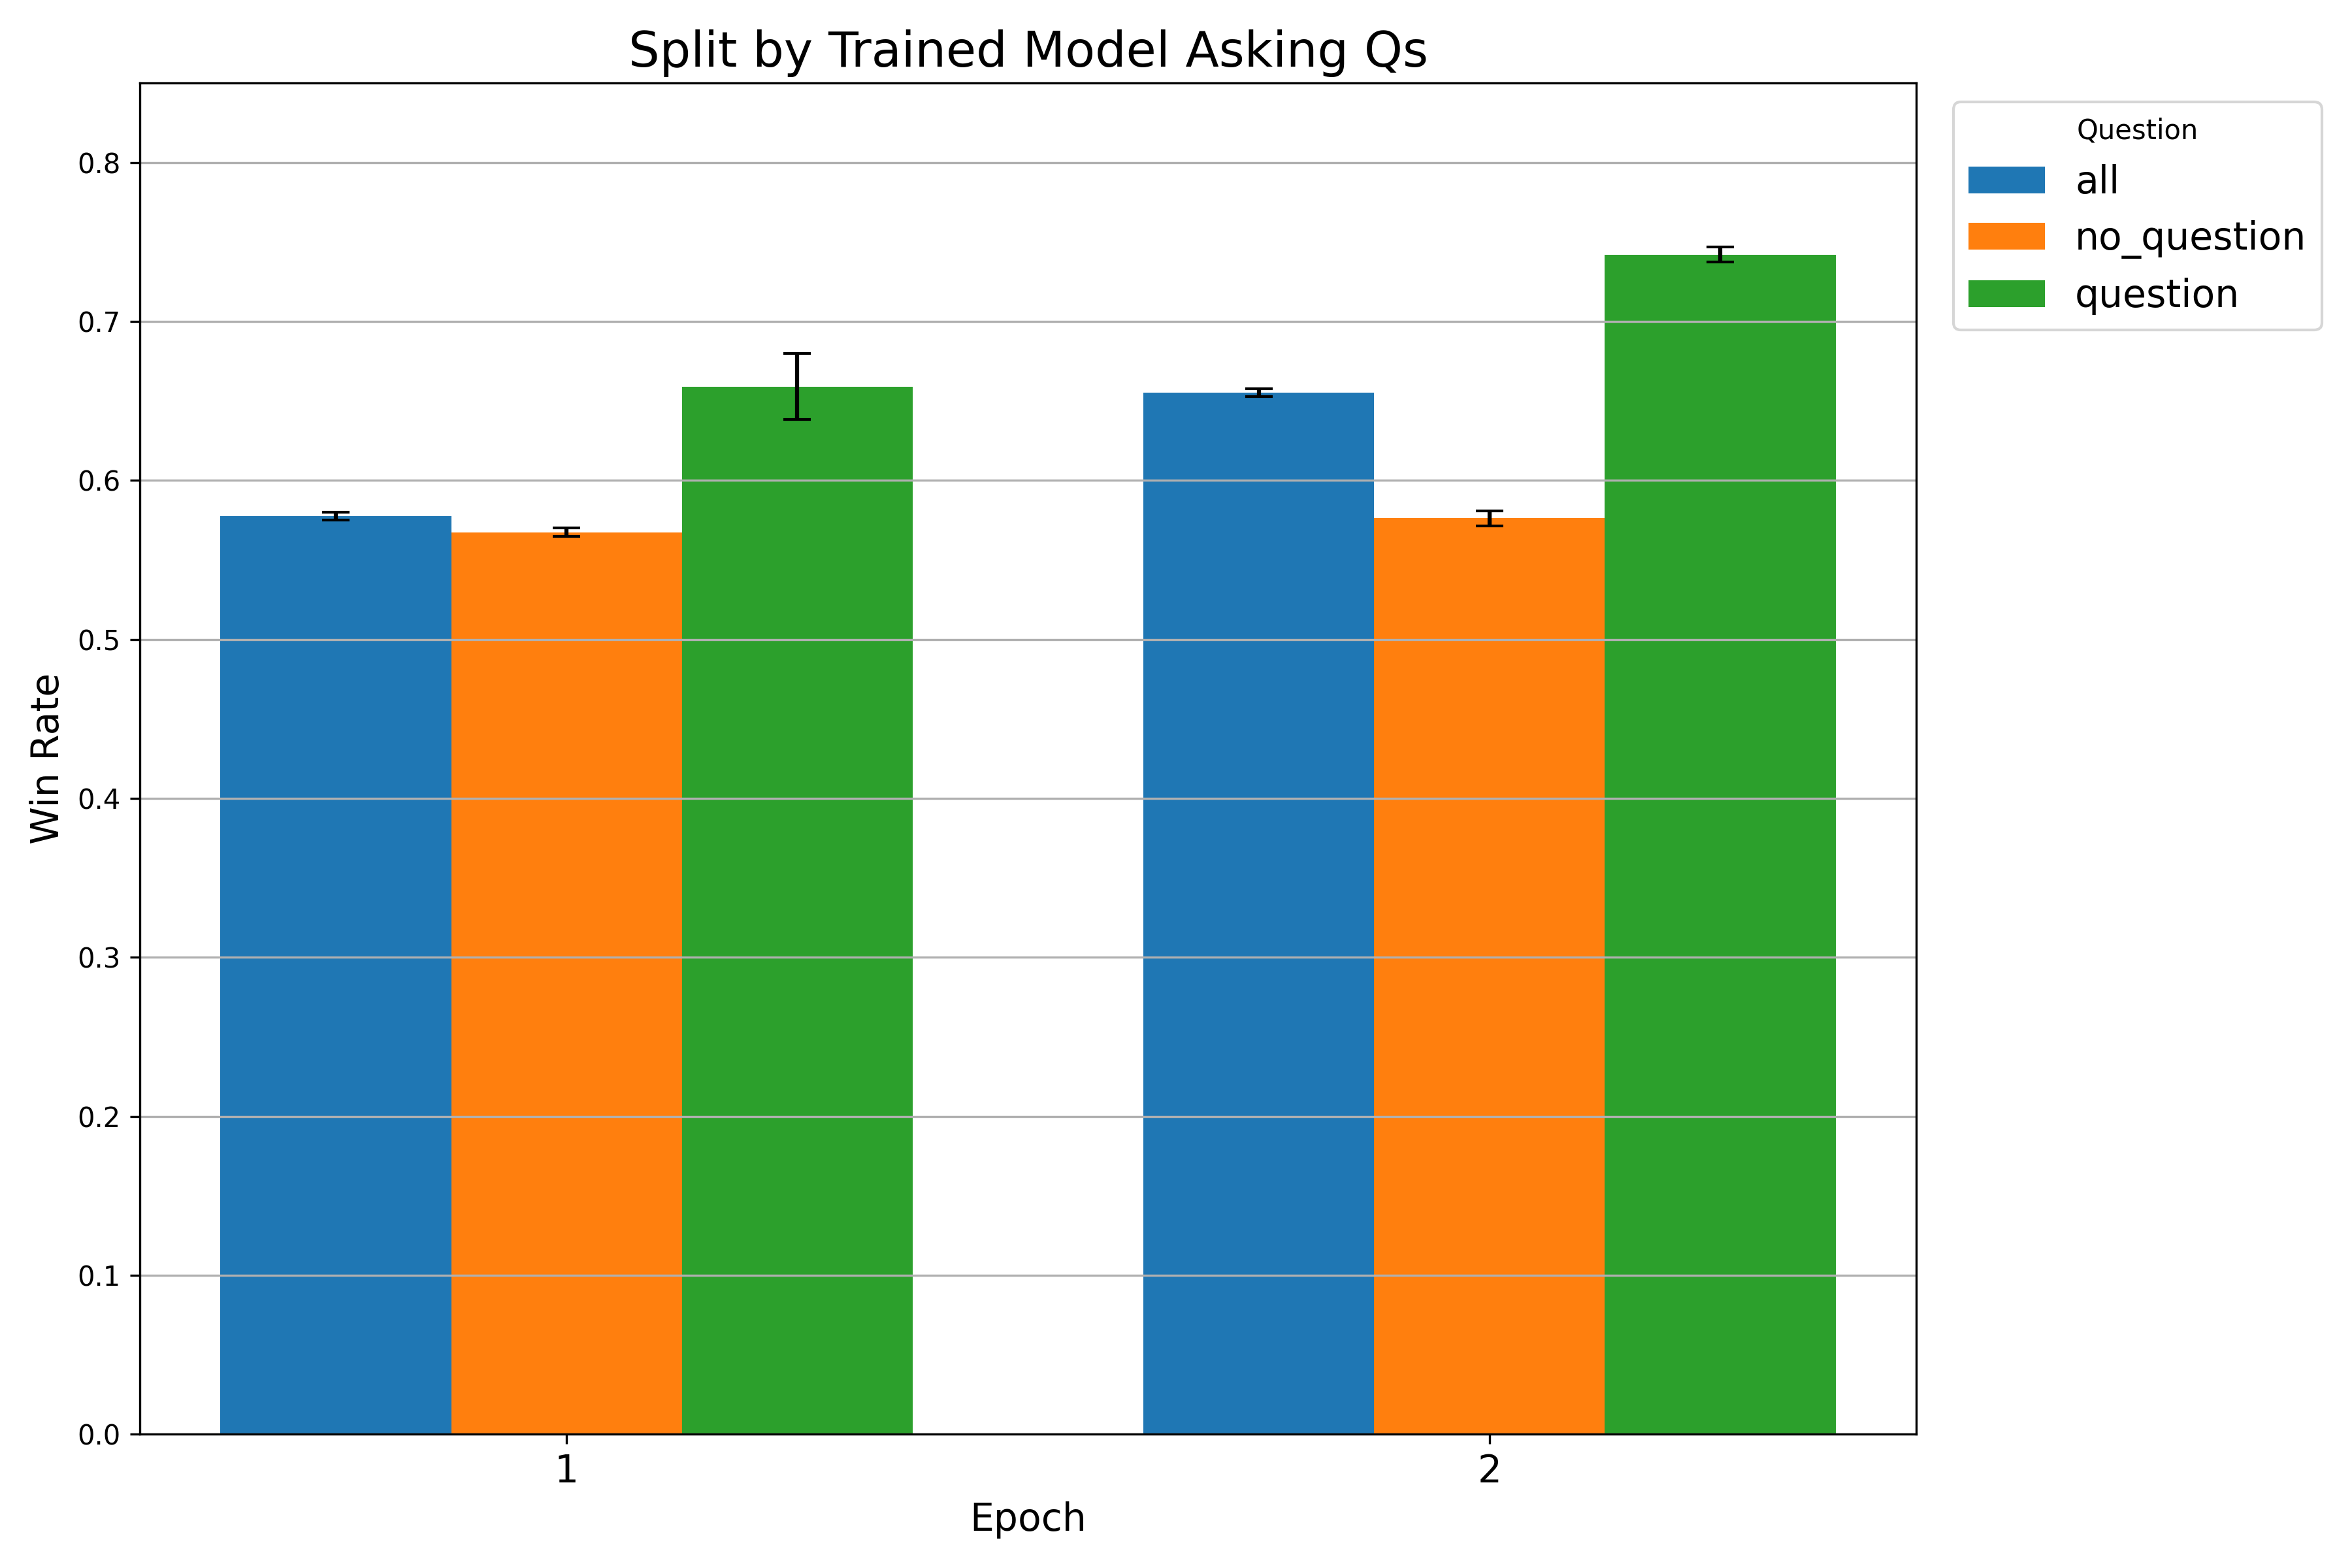 Split by Trained Model Asking Qs
Question
all
no_question
question
0.8
0.7
0.6
0.5
0.4
0.3
0.2
0.1
0.0
Win Rate
1
2
Epoch